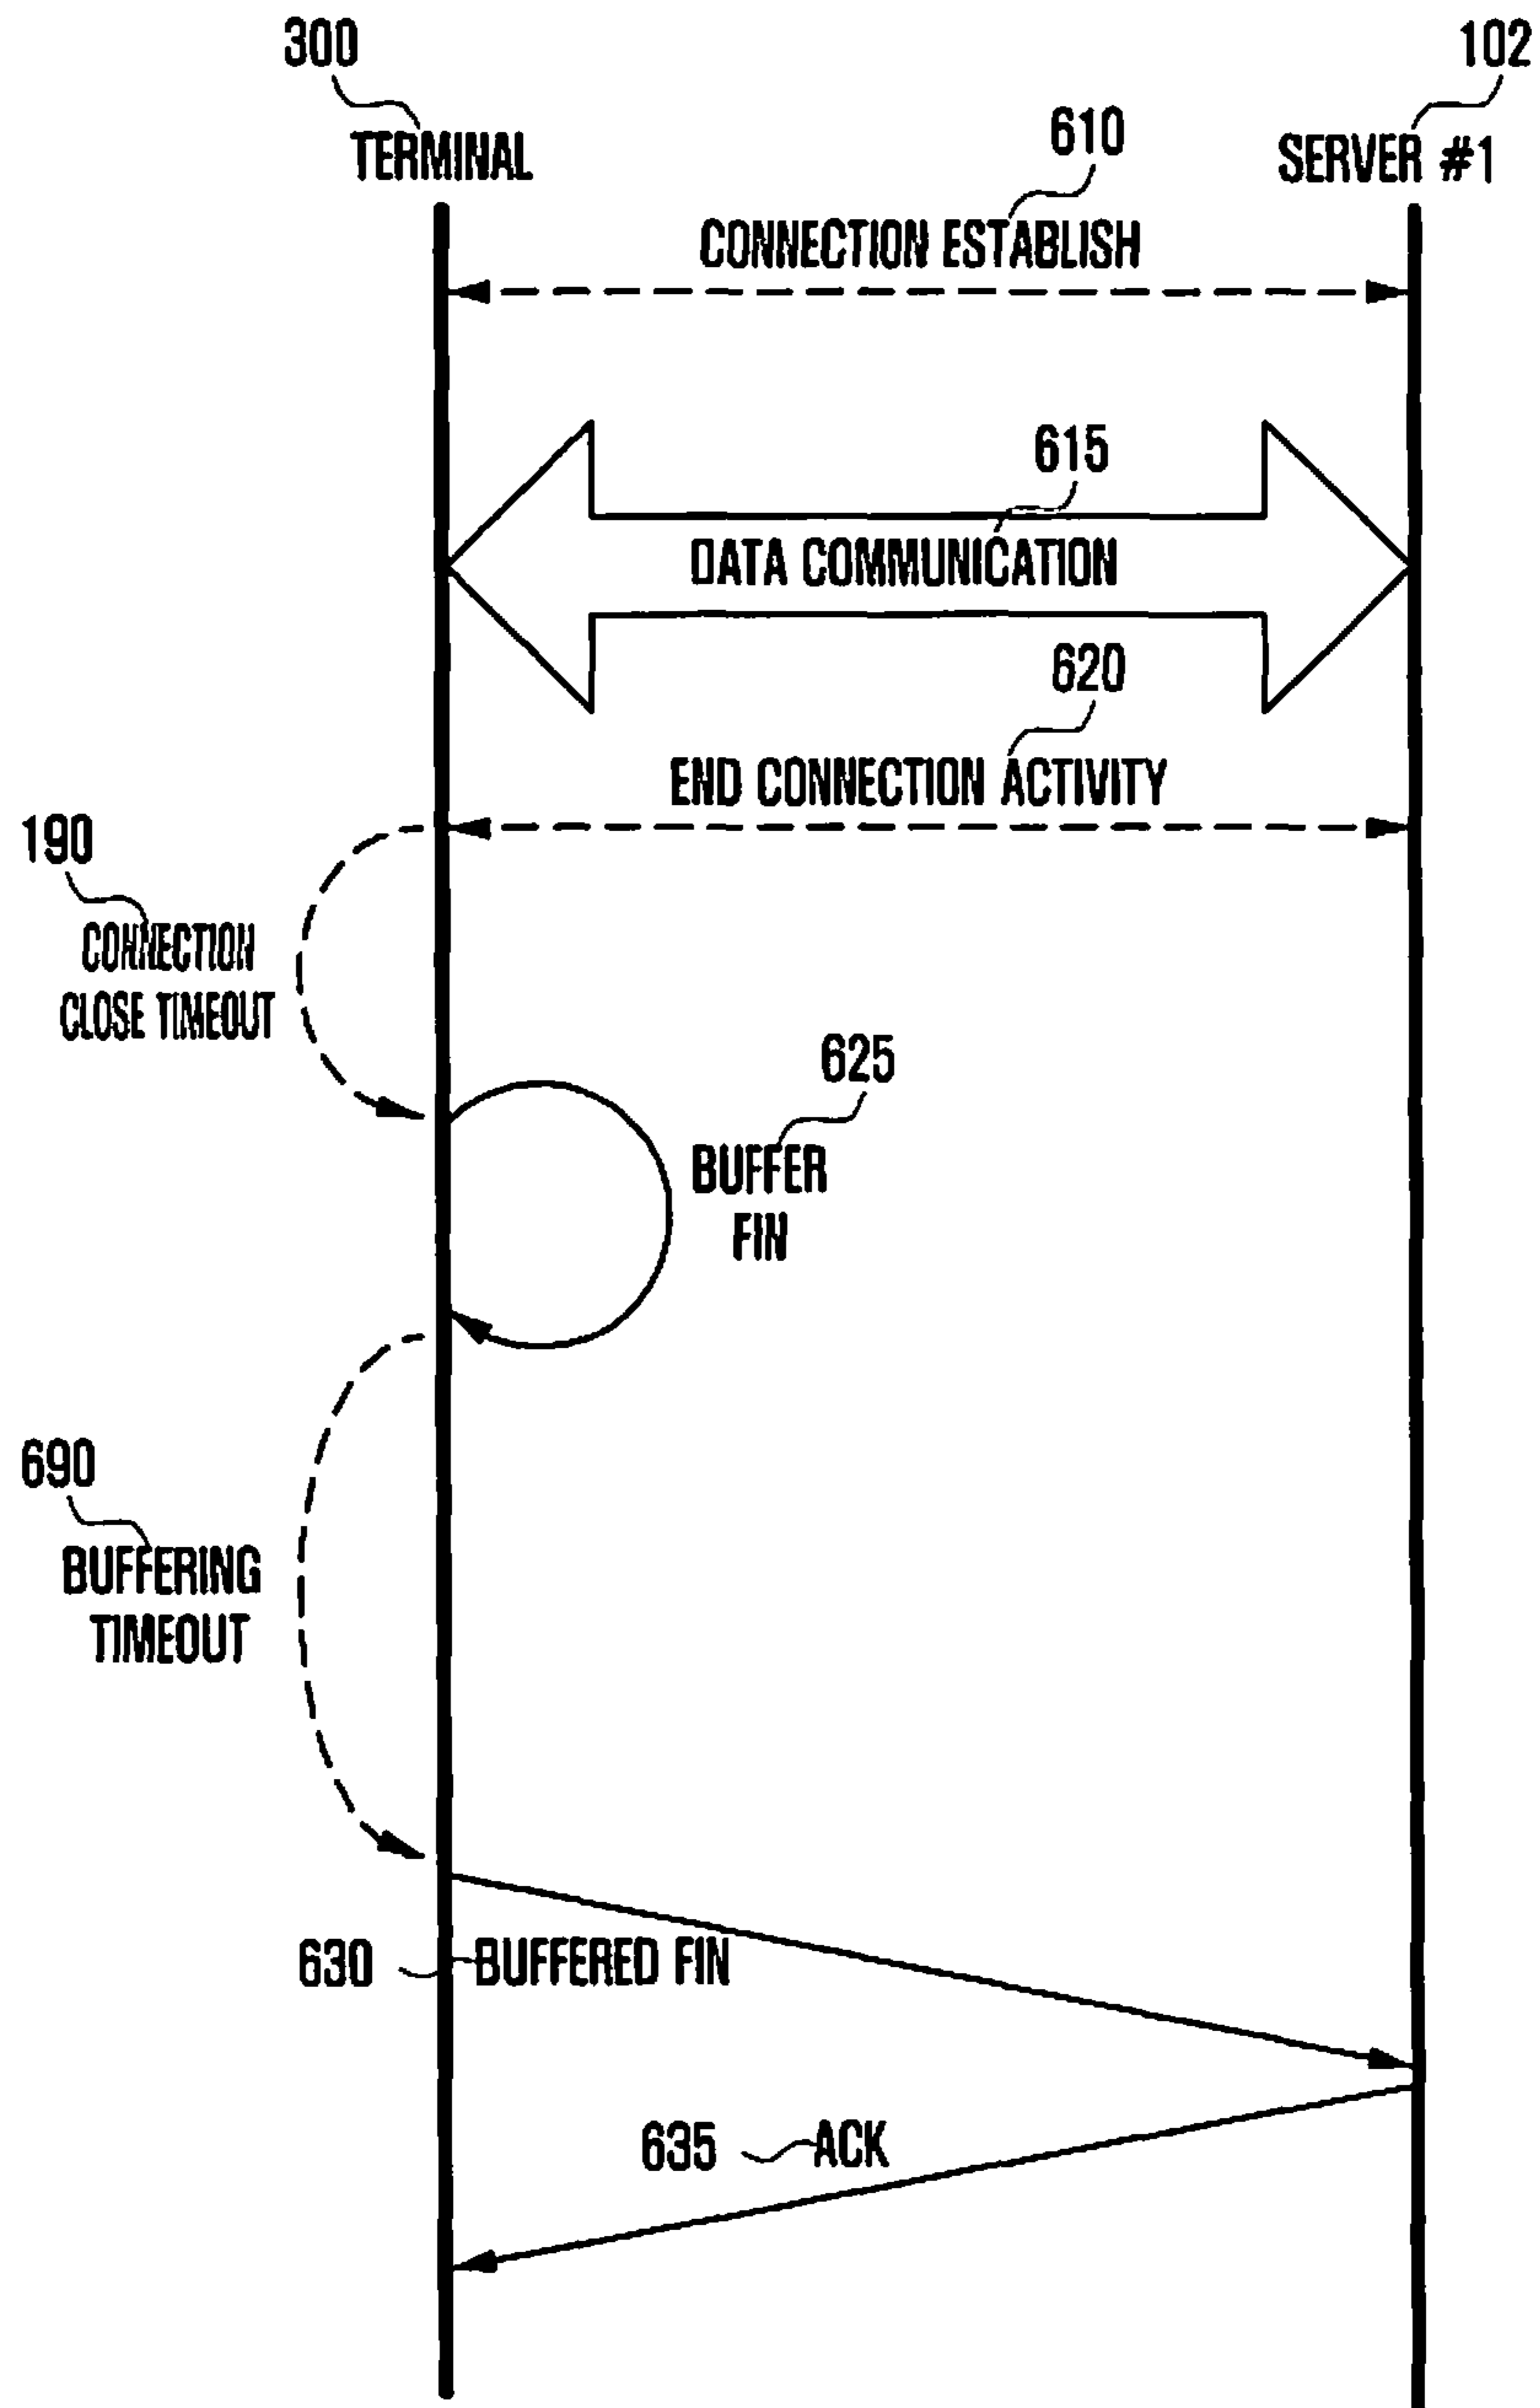 300
102
TERMINAL
610
SERVER #1
CONNECTION ESTABLISH
615
DATA COMMUNICATION
620
END CONNECTION ACTIVITY
190
CONNECTION
CLOSE TIMEOUT
625
BUFFER
FIN
690
BUFFERING
TIMEOUT
630
BUFFERED FIN
635
ACK